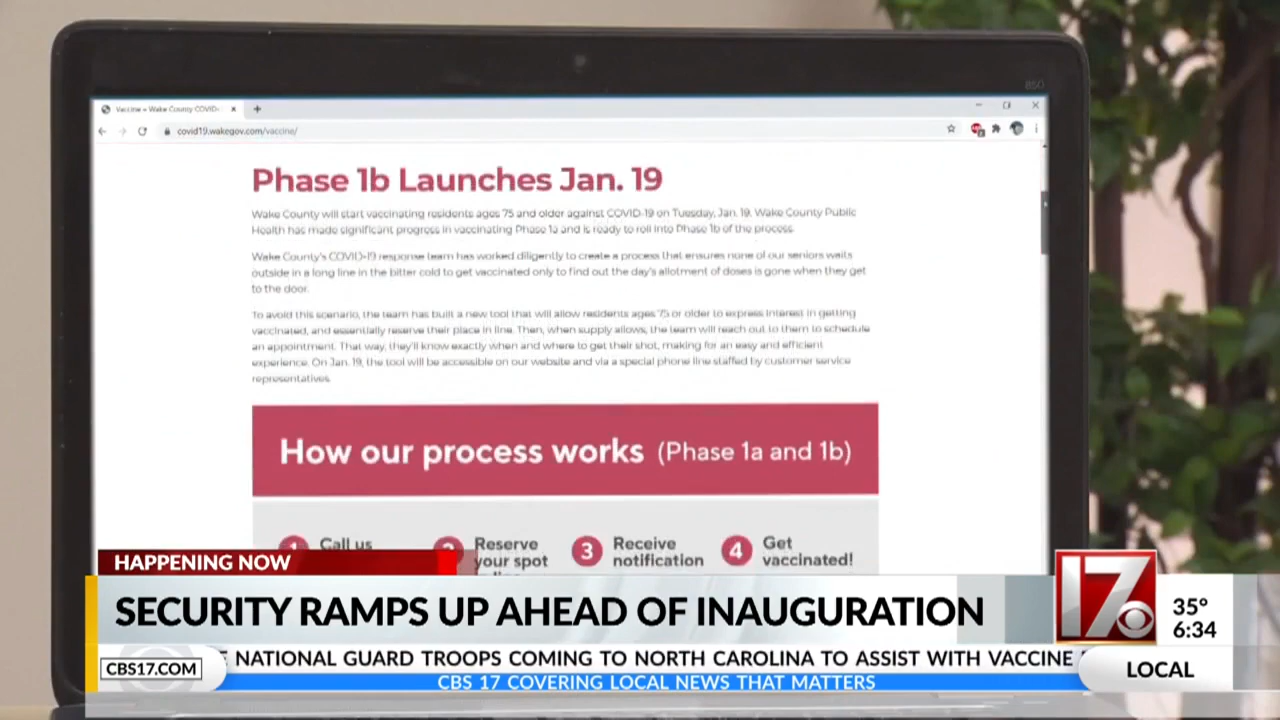 850
Vaccine – Wake County COVID-
covid19.wakegov.com/vaccine/
Phase 1b Launches Jan. 19
Wake County will start vaccinating residents ages 75 and older against COVID-19 on Tuesday, Jan. 19. Wake County Public
Health has made significant progress in vaccinating Phase 1a and is ready to roll into Phase 1b of the process.
Wake County's COVID-19 response team has worked diligently to create a process that ensures none of our seniors waits
outside in a long line in the bitter cold to get vaccinated only to find out the day's allotment of doses is gone when they get
to the door.
To avoid this scenario, the team has built a new tool that will allow residents ages 75 or older to express interest in getting
vaccinated, and essentially reserve their place in line. Then, when supply allows, the team will reach out to them to schedule
an appointment. That way, they'll know exactly when and where to get their shot, making for an easy and efficient
experience. On Jan. 19, the tool will be accessible on our website and via a special phone line staffed by customer service
representatives.
How our process works (Phase 1a and 1b)
1 Call us
2 Reserve
your spot
3 Receive
notification
4 Get
vaccinated!
HAPPENING NOW
SECURITY RAMPS UP AHEAD OF INAUGURATION
17
35°
6:34
CBS17.COM
NATIONAL GUARD TROOPS COMING TO NORTH CAROLINA TO ASSIST WITH VACCINE
LOCAL
CBS 17 COVERING LOCAL NEWS THAT MATTERS